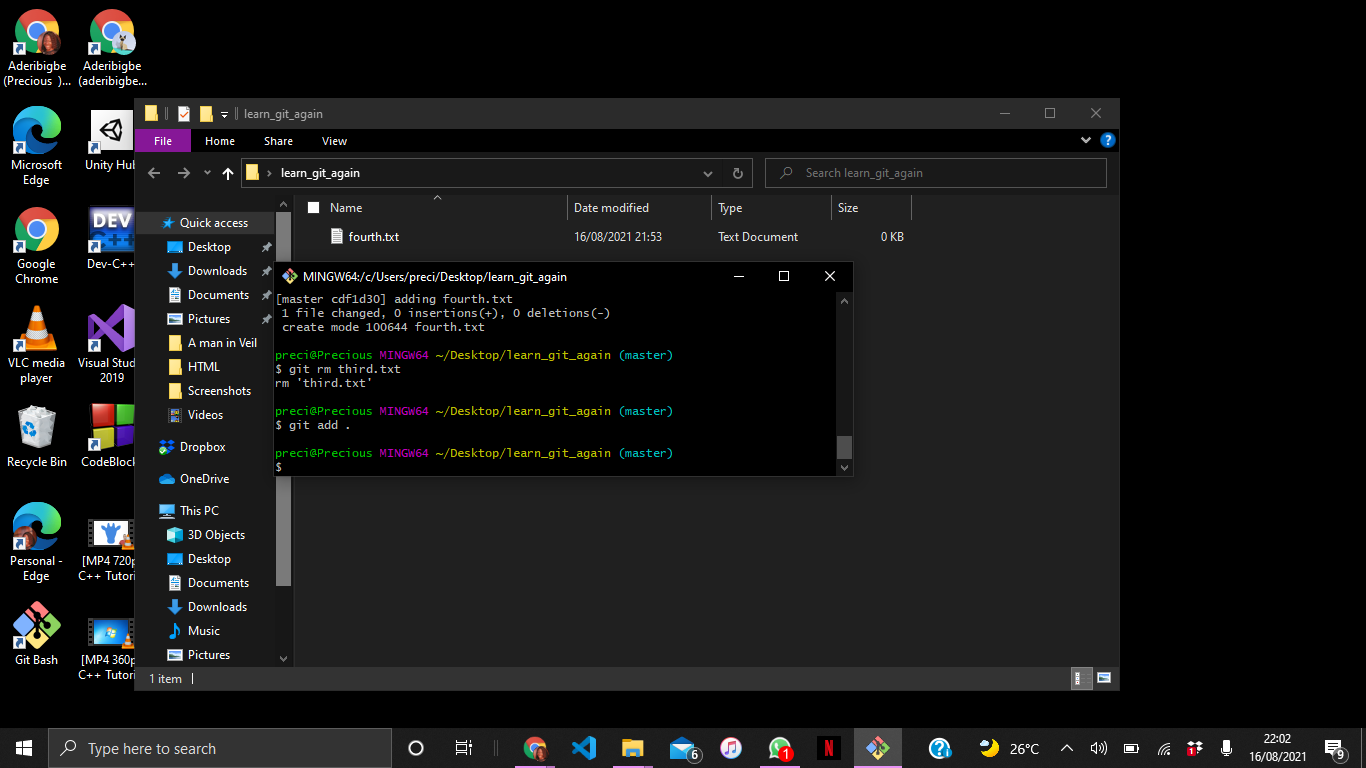 Aderibigbe
(Precious )...
Aderibigbe
(aderibigbe...
Microsoft
Edge
Unity Hub
Google
Chrome
DEV
C++
Dev-C++
VLC media
player
Visual Studio
2019
Recycle Bin
CodeBlock
Personal -
Edge
[MP4 720p
C++ Tutori
Git Bash
[MP4 360p
C++ Tutori
learn_git_again
File
Home
Share
View
?
learn_git_again
Search learn_git_again
Name
Date modified
Type
Size
fourth.txt
16/08/2021 21:53
Text Document
0 KB
Quick access
Desktop
Downloads
Documents
Pictures
A man in Veil
HTML
Screenshots
Videos
Dropbox
OneDrive
This PC
3D Objects
Desktop
Documents
Downloads
Music
Pictures
1 item
MINGW64:/c/Users/preci/Desktop/learn_git_again
[master cdf1d30] adding fourth.txt
1 file changed, 0 insertions(+), 0 deletions(-)
create mode 100644 fourth.txt
preci@Precious MINGW64 ~/Desktop/learn_git_again (master)
$ git rm third.txt
rm 'third.txt'
preci@Precious MINGW64 ~/Desktop/learn_git_again (master)
$ git add .
preci@Precious MINGW64 ~/Desktop/learn_git_again (master)
$
Type here to search
6
1
N
?
26°C
1
22:02
16/08/2021
9